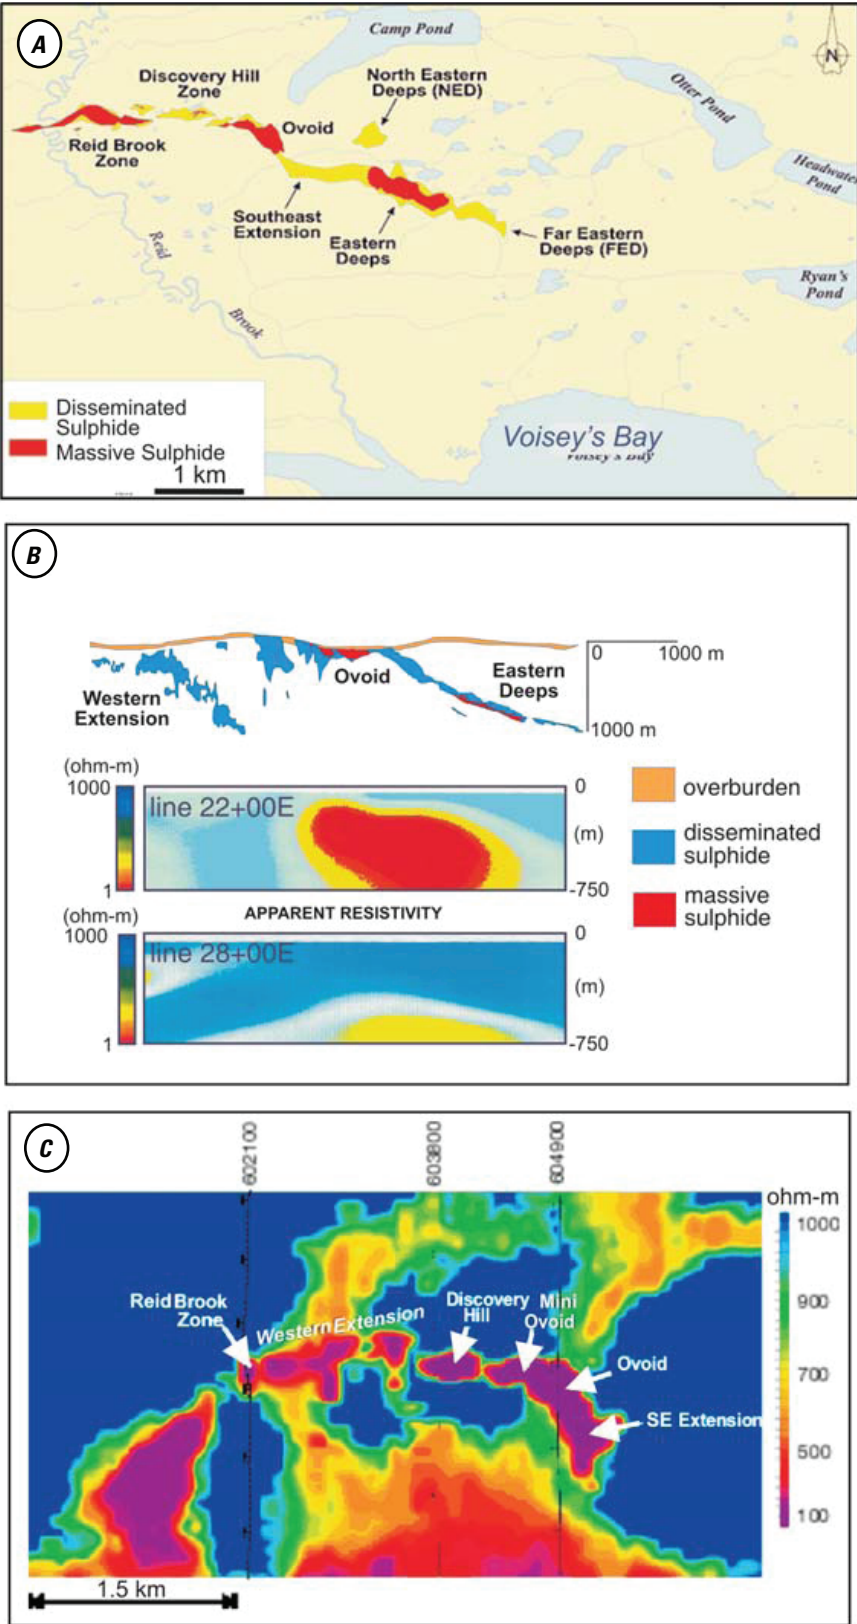 A
Camp Pond
N
Discovery Hill
Zone
North Eastern
Deeps (NED)
Otter Pond
Ovoid
Reid Brook
Zone
Headwater
Pond
Southeast
Extension
Eastern
Deeps
Far Eastern
Deeps (FED)
Reid
Brook
Ryan's
Pond
Disseminated
Sulphide
Massive Sulphide
1 km
Voisey's Bay
Voisey's Bay
B
0 1000 m
1000 m
Western
Extension
Ovoid
Eastern
Deeps
(ohm-m)
1000
1
line 22+00E
0
(m)
-750
overburden
disseminated
sulphide
massive
sulphide
APPARENT RESISTIVITY
(ohm-m)
1000
1
line 28+00E
0
(m)
-750
C
602100
603800
604900
ohm-m
1000
900
700
500
100
Reid Brook
Zone
Western Extension
Discovery
Hill
Mini
Ovoid
Ovoid
SE Extension
1.5 km